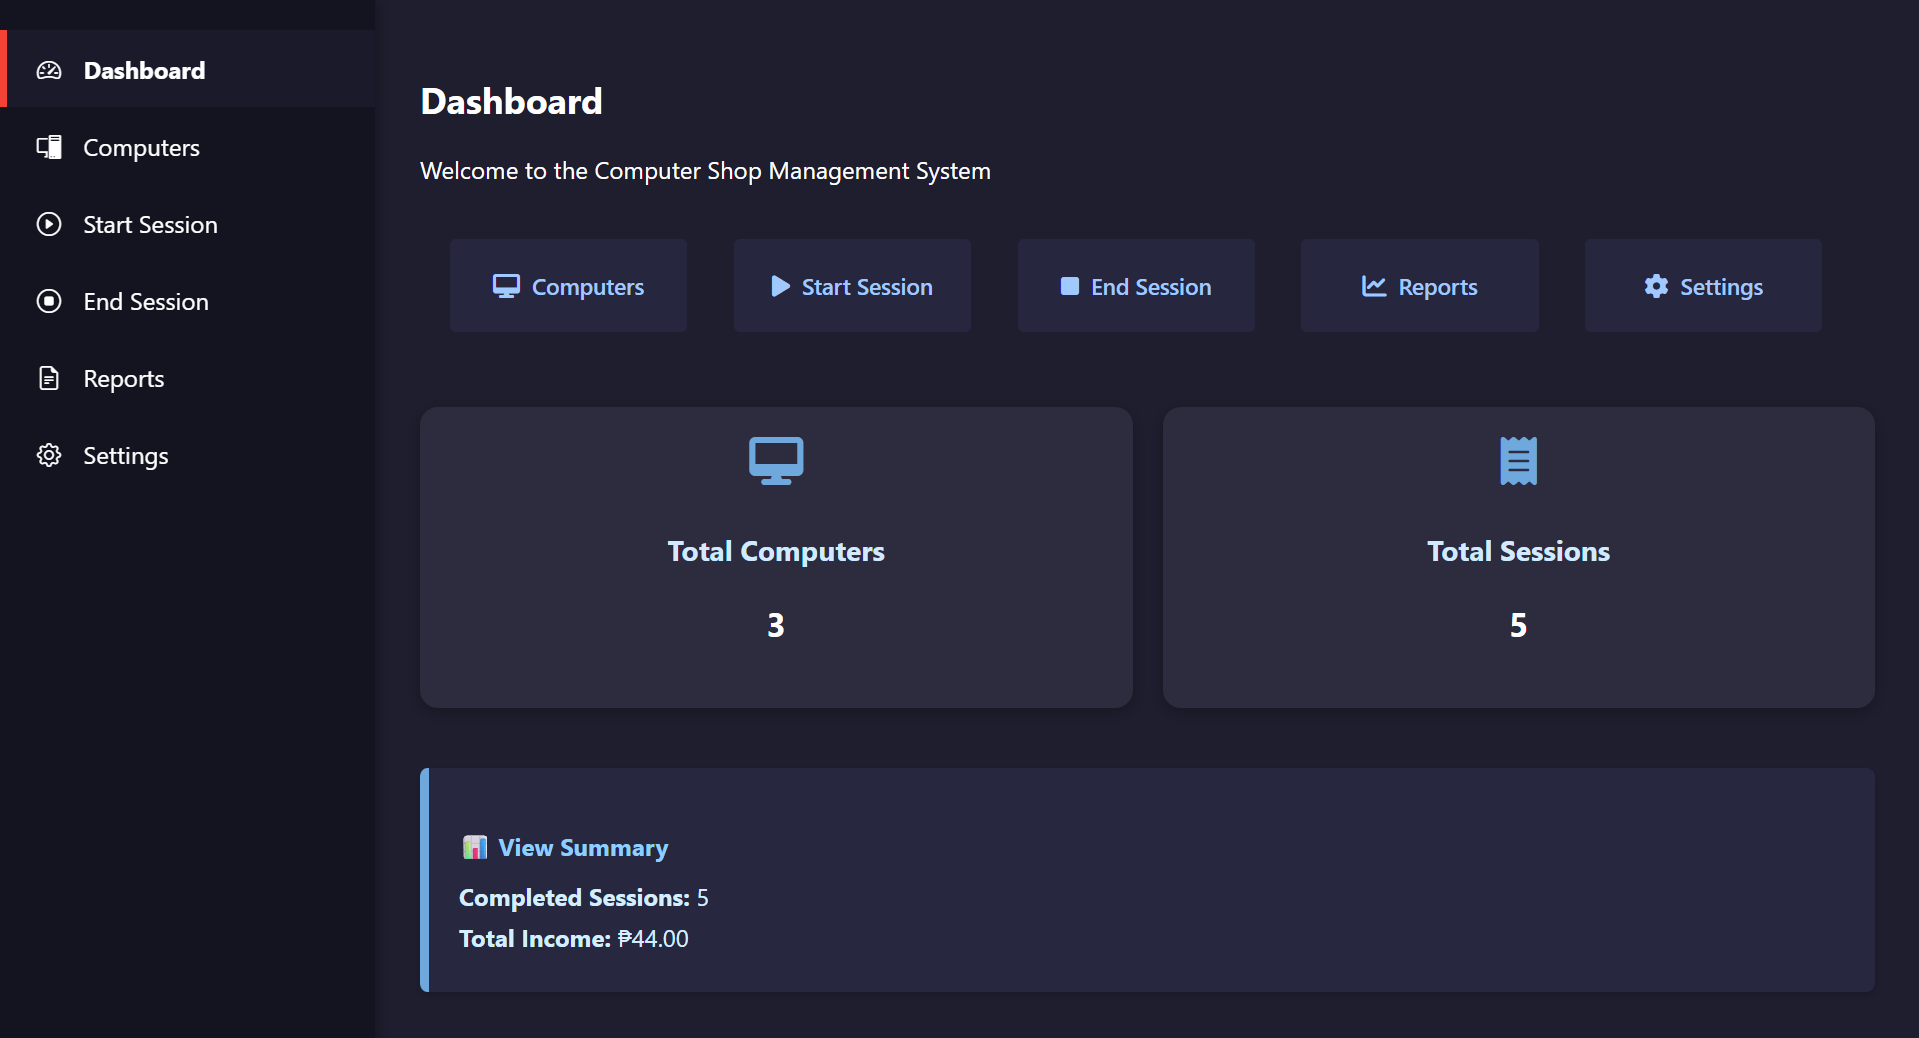 Dashboard
Computers
Start Session
End Session
Reports
Settings
Dashboard
Welcome to the Computer Shop Management System
Computers
Start Session
End Session
Reports
Settings
Total Computers
3
Total Sessions
5
View Summary
Completed Sessions: 5
Total Income: ₱44.00